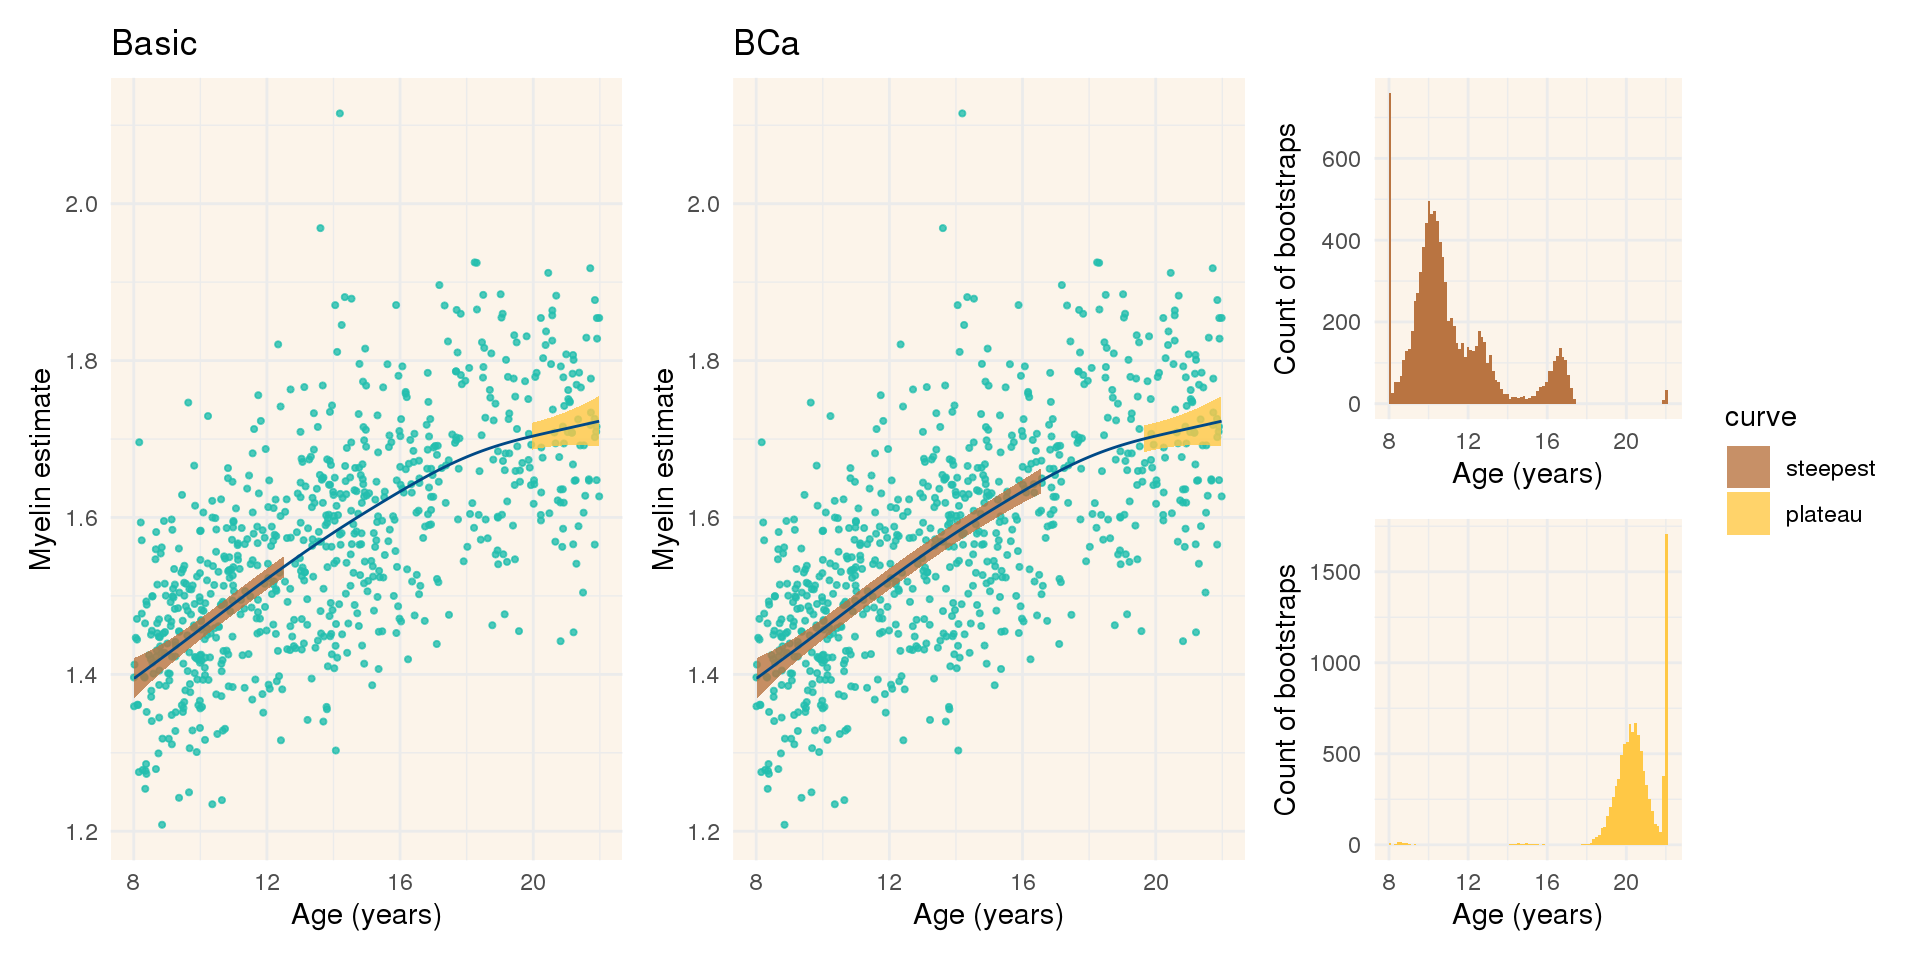 Basic
Myelin estimate
2.0
1.8
1.6
1.4
1.2
8 12 16 20
Age (years)
BCa
Myelin estimate
2.0
1.8
1.6
1.4
1.2
8 12 16 20
Age (years)
Count of bootstraps
600
400
200
0
8 12 16 20
Age (years)
Count of bootstraps
1500
1000
500
0
8 12 16 20
Age (years)
curve
steepest
plateau